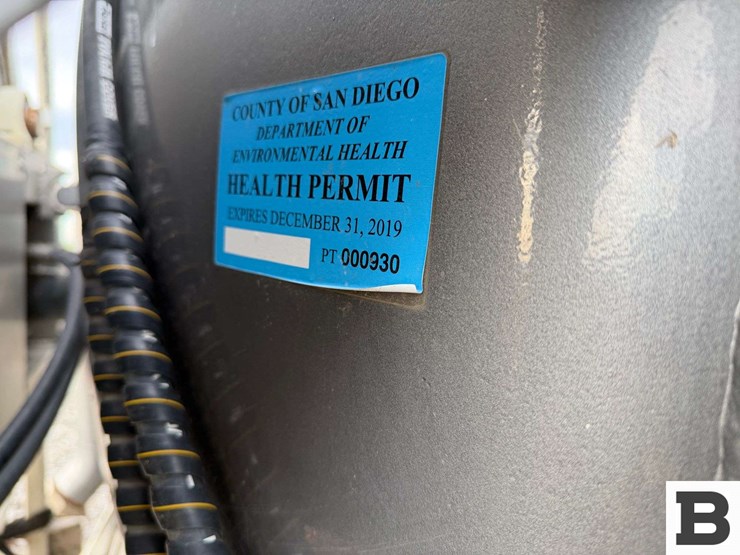 COUNTY OF SAN DIEGO
DEPARTMENT OF
ENVIRONMENTAL HEALTH
HEALTH PERMIT
EXPIRES DECEMBER 31, 2019
PT 000930
B